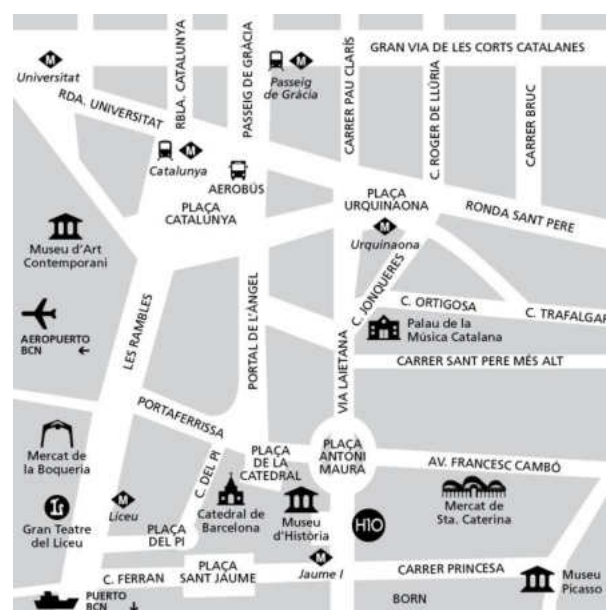 GRAN VIA DE LES CORTS CATALANES
M
Universitat
RBLA. CATALUNYA
PASSEIG DE GRÀCIA
M
Passeig
de Gràcia
CARRER PAU CLARÍS
C. ROGER DE LLÚRIA
CARRER BRUC
RDA. UNIVERSITAT
M
Catalunya
AEROBÚS
PLAÇA
CATALÚNYA
PLAÇA
URQUINAONA
RONDA SANT PERE
M
Urquinaona
Museu d'Art
Contemporani
C. JONQUERES
C. ORTIGOSA
C. TRAFALGAR
AEROPUERTO
BCN
←
LES RAMBLES
PORTAL DE L'ÁNGEL
Palau de la
Música Catalana
CARRER SANT PERE MÉS ALT
VIA LAIETANA
PORTAFERRISSA
Mercat de
la Boqueria
C. DEL PI
PLAÇA
DE LA
CATEDRAL
PLAÇA
ANTONI
MAURA
AV. FRANCESC CAMBÓ
Gran Teatre
del Liceu
M
Liceu
PLAÇA
DEL PI
Catedral de
Barcelona
Museu
d'Història
H10
Mercat de
Sta. Caterina
C. FERRAN
PLAÇA
SANT JAUME
M
Jaume I
CARRER PRINCESA
Museu
Picasso
PUERTO
BCN
↓
BORN